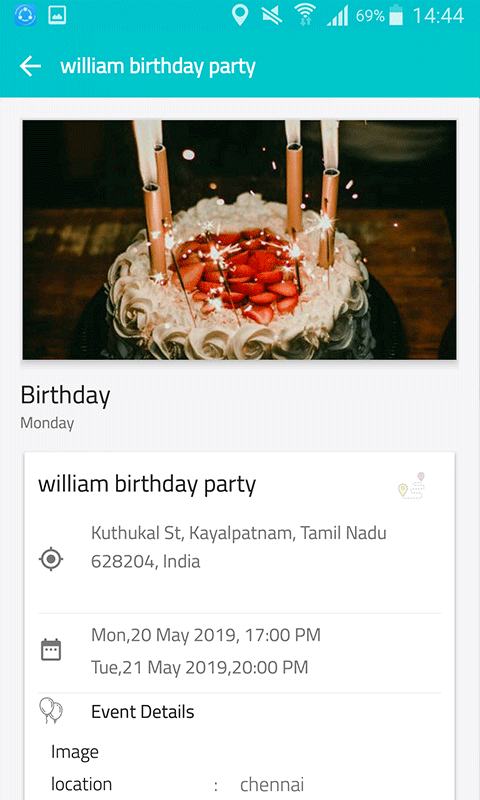 69% 14:44
william birthday party
Birthday
Monday
william birthday party
Kuthukal St, Kayalpatnam, Tamil Nadu
628204, India
Mon,20 May 2019, 17:00 PM
Tue,21 May 2019,20:00 PM
Event Details
Image
location : chennai